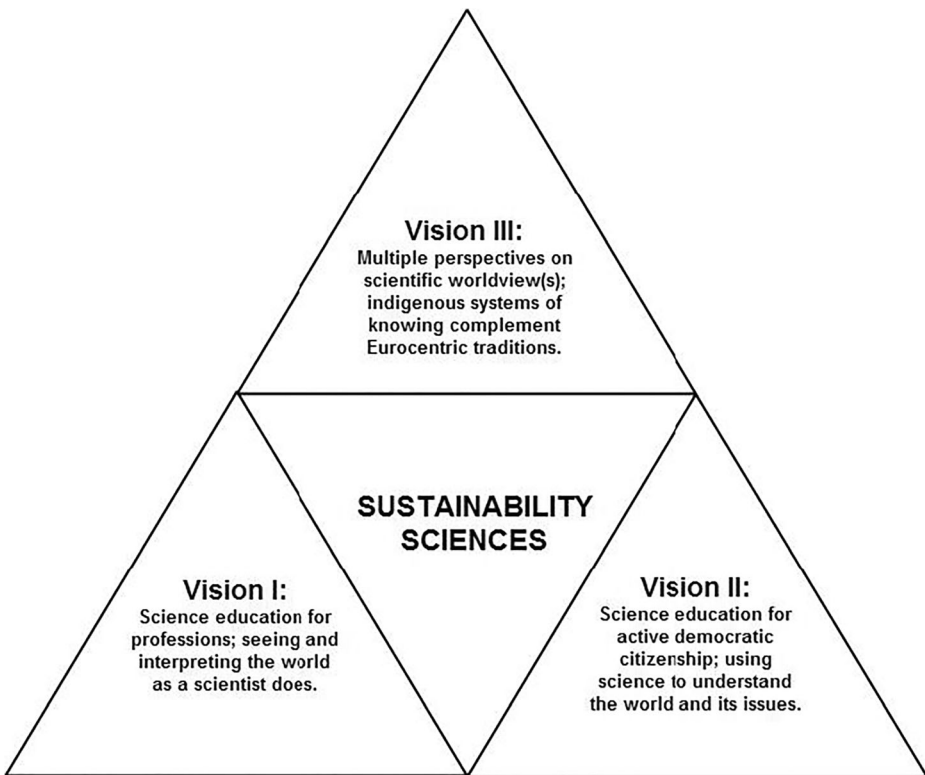 Vision III:
Multiple perspectives on
scientific worldview(s);
indigenous systems of
knowing complement
Eurocentric traditions.
SUSTAINABILITY
SCIENCES
Vision I:
Science education for
professions; seeing and
interpreting the world
as a scientist does.
Vision II:
Science education for
active democratic
citizenship; using
science to understand
the world and its issues.